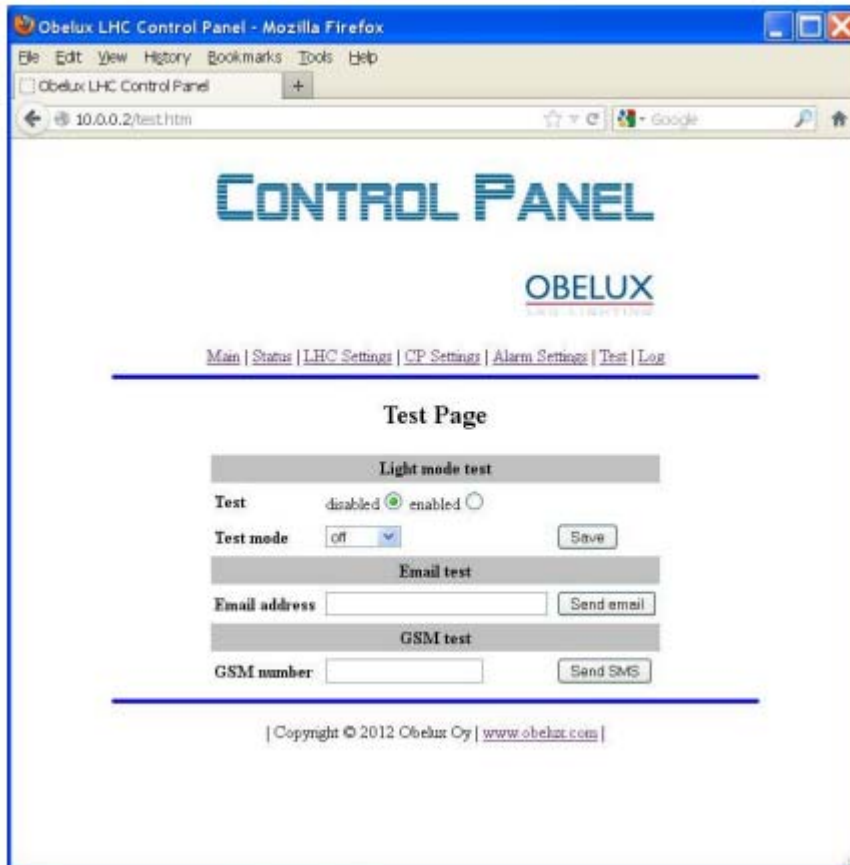 Obelux LHC Control Panel - Mozilla Firefox
File Edit View History Bookmarks Tools Help
Obelux LHC Control Panel +
10.0.0.2/test.htm Google
CONTROL PANEL
OBELUX
LED LIGHTING
Main | Status | LHC Settings | CP Settings | Alarm Settings | Test | Log
Test Page
Light mode test
Test disabled enabled
Test mode off Save
Email test
Email address Send email
GSM test
GSM number Send SMS
| Copyright © 2012 Obelux Oy | www.obelux.com |